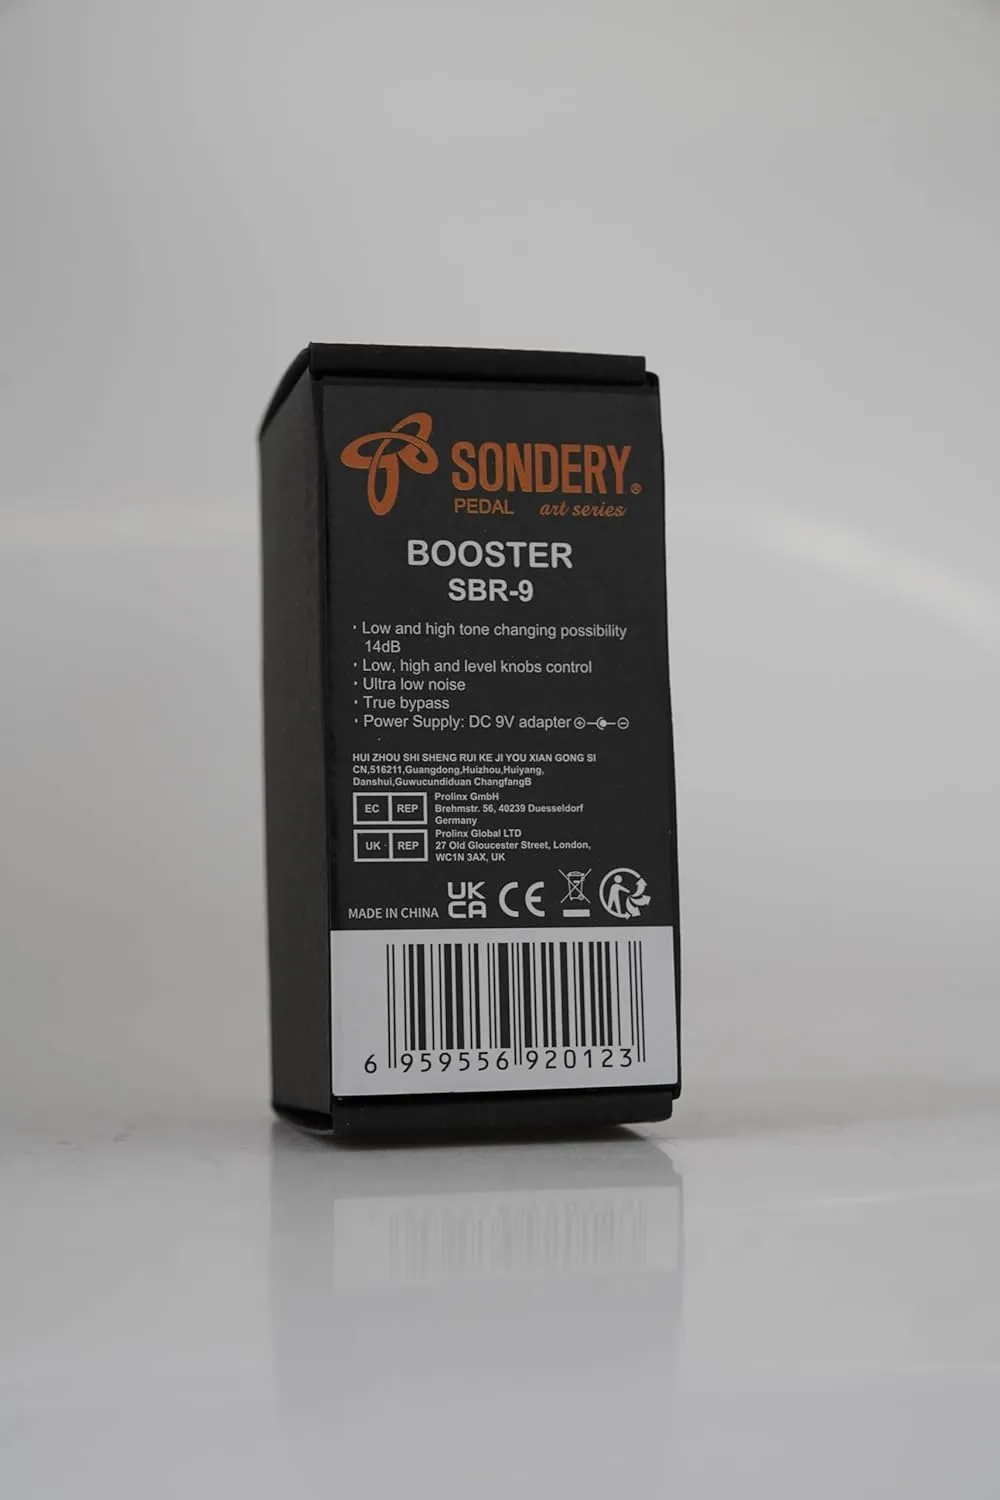 SONDERY®
PEDAL art series
BOOSTER
SBR-9
· Low and high tone changing possibility
14dB
· Low, high and level knobs control
· Ultra low noise
· True bypass
· Power Supply: DC 9V adapter
HUI ZHOU SHI SHENG RUI KE JI YOU XIAN GONG SI
CN,516211,Guangdong,Huizhou,Huiyang,
Danshui,Guwucundiduan ChangfangB
EC REP
Prolinx GmbH
Brehmstr. 56, 40239 Duesseldorf
Germany
UK REP
Prolinx Global LTD
27 Old Gloucester Street, London,
WC1N 3AX, UK
MADE IN CHINA
UK
CA
CE
6 959556 920123